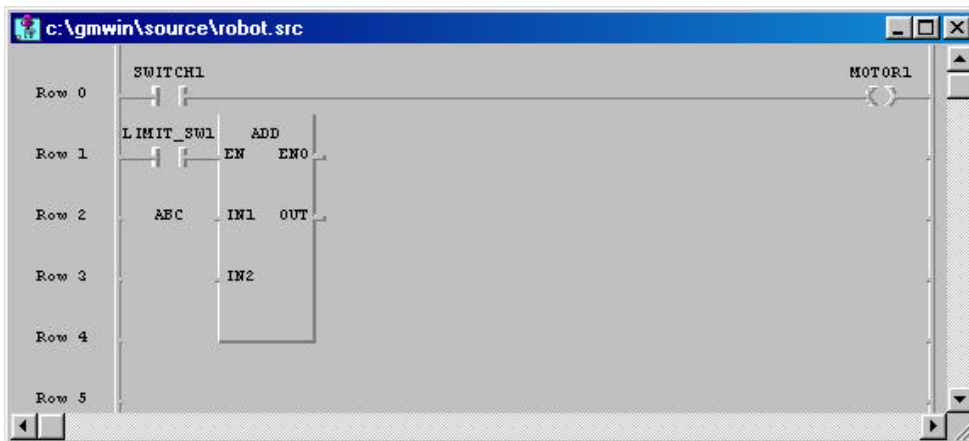 c:\gmwin\source\robot.src
SWITCH1 MOTOR1
Row 0
LIMIT_SW1 ADD
Row 1 EN ENO
Row 2 ABC IN1 OUT
Row 3 IN2
Row 4
Row 5